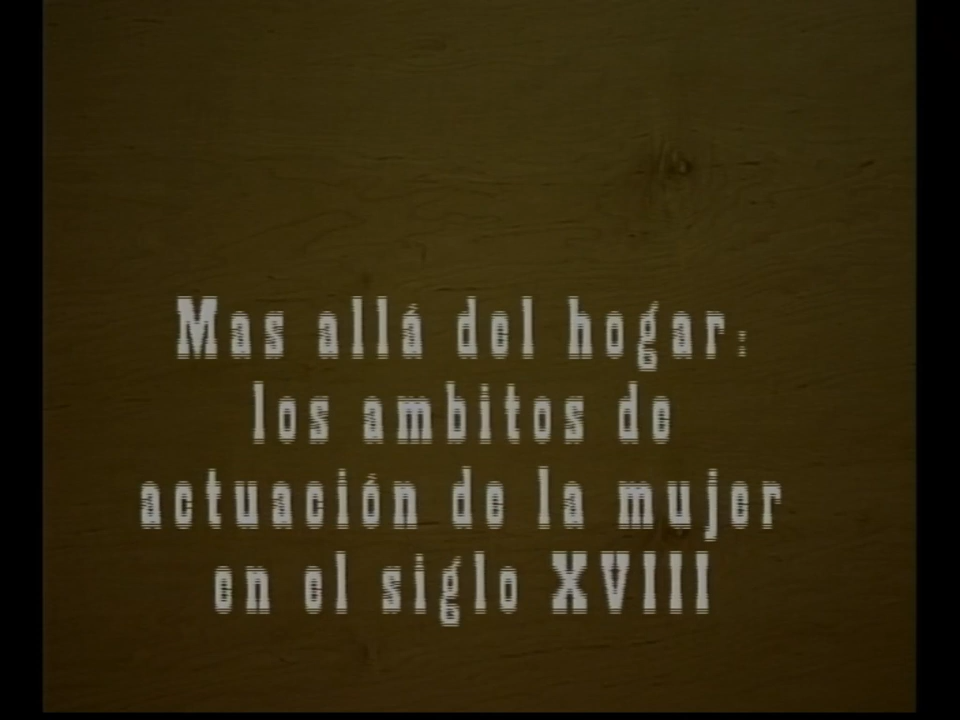 Mas allá del hogar:
los ambitos de
actuación de la mujer
en el siglo XVIII